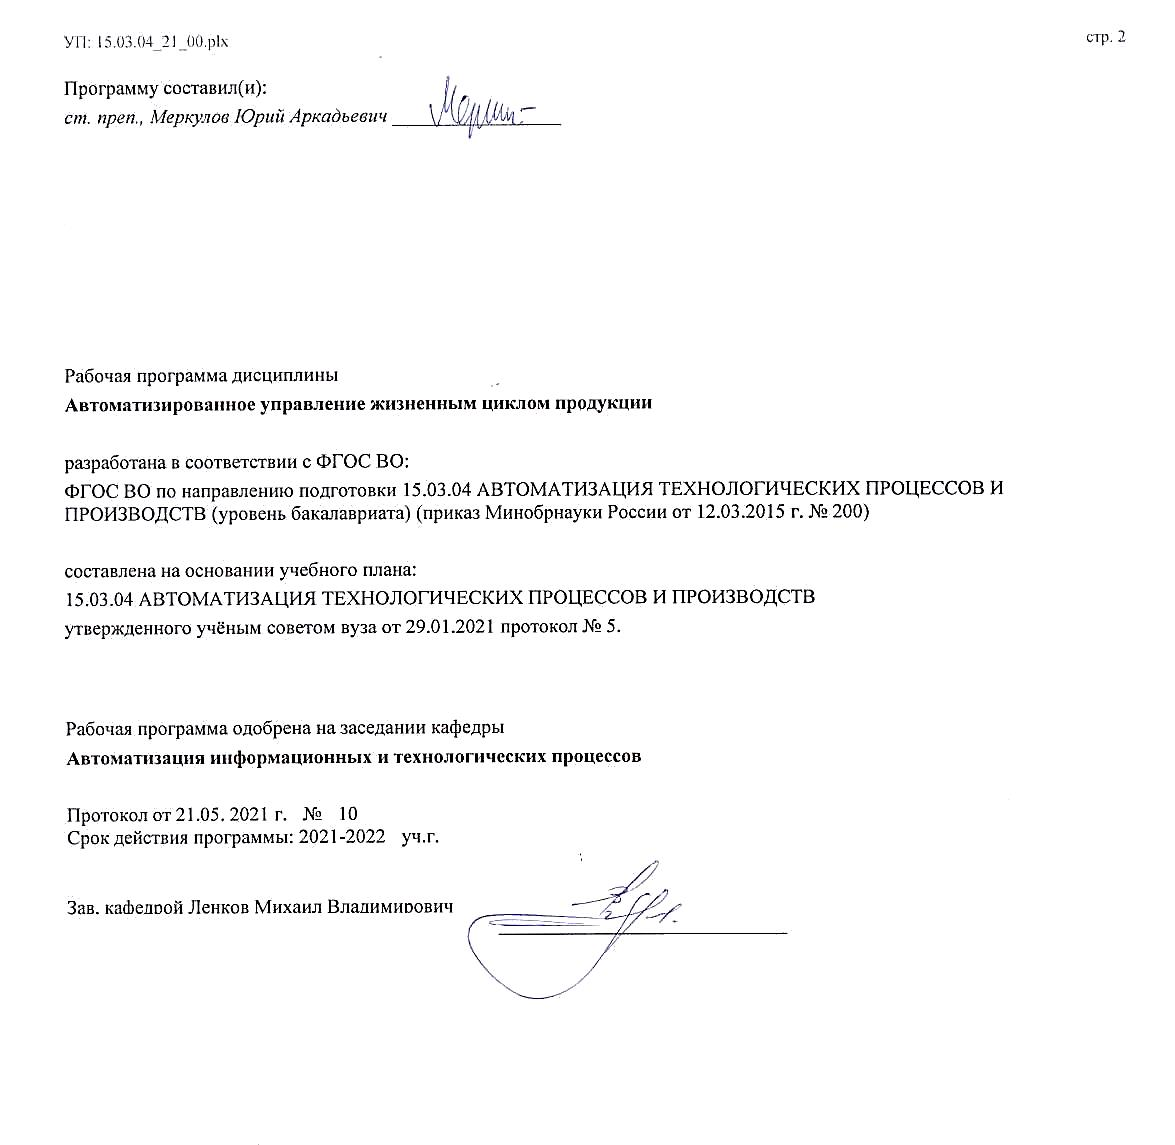 УП: 15.03.04_21_00.plx
стр. 2
Программу составил(и):
ст. преп., Меркулов Юрий Аркадьевич
Рабочая программа дисциплины
Автоматизированное управление жизненным циклом продукции
разработана в соответствии с ФГОС ВО:
ФГОС ВО по направлению подготовки 15.03.04 АВТОМАТИЗАЦИЯ ТЕХНОЛОГИЧЕСКИХ ПРОЦЕССОВ И
ПРОИЗВОДСТВ (уровень бакалавриата) (приказ Минобрнауки России от 12.03.2015 г. № 200)
составлена на основании учебного плана:
15.03.04 АВТОМАТИЗАЦИЯ ТЕХНОЛОГИЧЕСКИХ ПРОЦЕССОВ И ПРОИЗВОДСТВ
утвержденного учёным советом вуза от 29.01.2021 протокол № 5.
Рабочая программа одобрена на заседании кафедры
Автоматизация информационных и технологических процессов
Протокол от 21.05. 2021 г. № 10
Срок действия программы: 2021-2022 уч.г.
Зав. кафедрой Ленков Михаил Владимирович